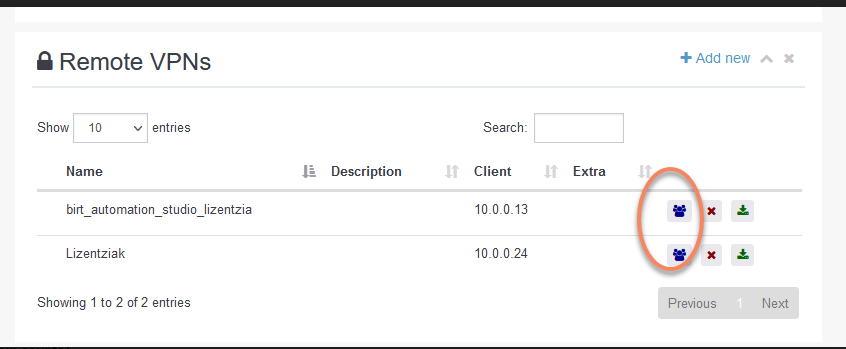 Remote VPNs
Add new
Show 10 entries Search:
Name Description Client Extra
birt_automation_studio_lizentzia 10.0.0.13
Lizentziak 10.0.0.24
Showing 1 to 2 of 2 entries Previous 1 Next